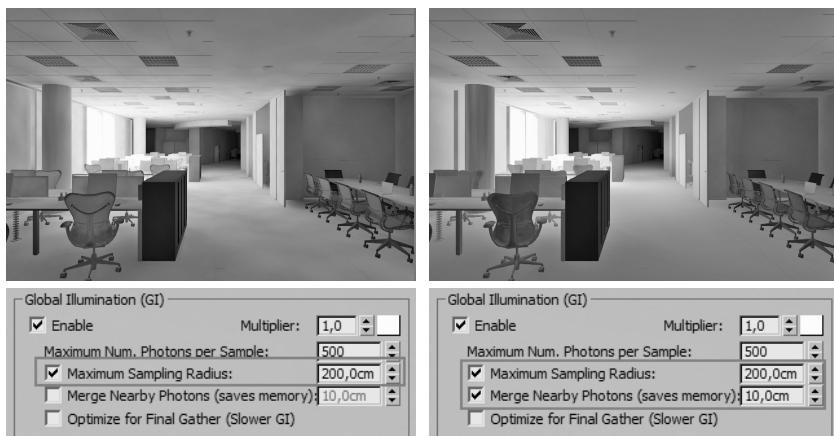 Global Illumination (GI)
Enable Multiplier: 1,0
Maximum Num. Photons per Sample: 500
Maximum Sampling Radius: 200,0cm
Merge Nearby Photons (saves memory): 10,0cm
Optimize for Final Gather (Slower GI)
Global Illumination (GI)
Enable Multiplier: 1,0
Maximum Num. Photons per Sample: 500
Maximum Sampling Radius: 200,0cm
Merge Nearby Photons (saves memory): 10,0cm
Optimize for Final Gather (Slower GI)